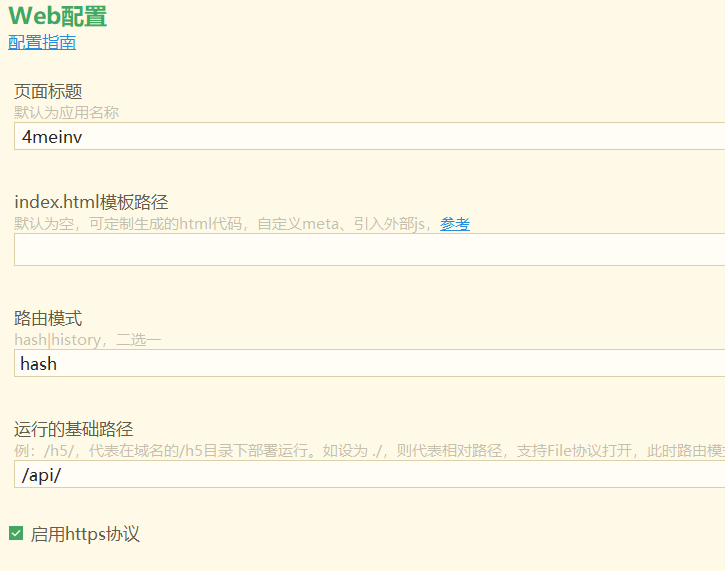 Web配置
配置指南
页面标题
默认为应用名称
4meinv
index.html模板路径
默认为空，可定制生成的html代码，自定义meta、引入外部js，参考
路由模式
hash|history，二选一
hash
运行的基础路径
例：/h5/，代表在域名的/h5目录下部署运行。如设为 ./，则代表相对路径，支持File协议打开，此时路由模
/api/
启用https协议